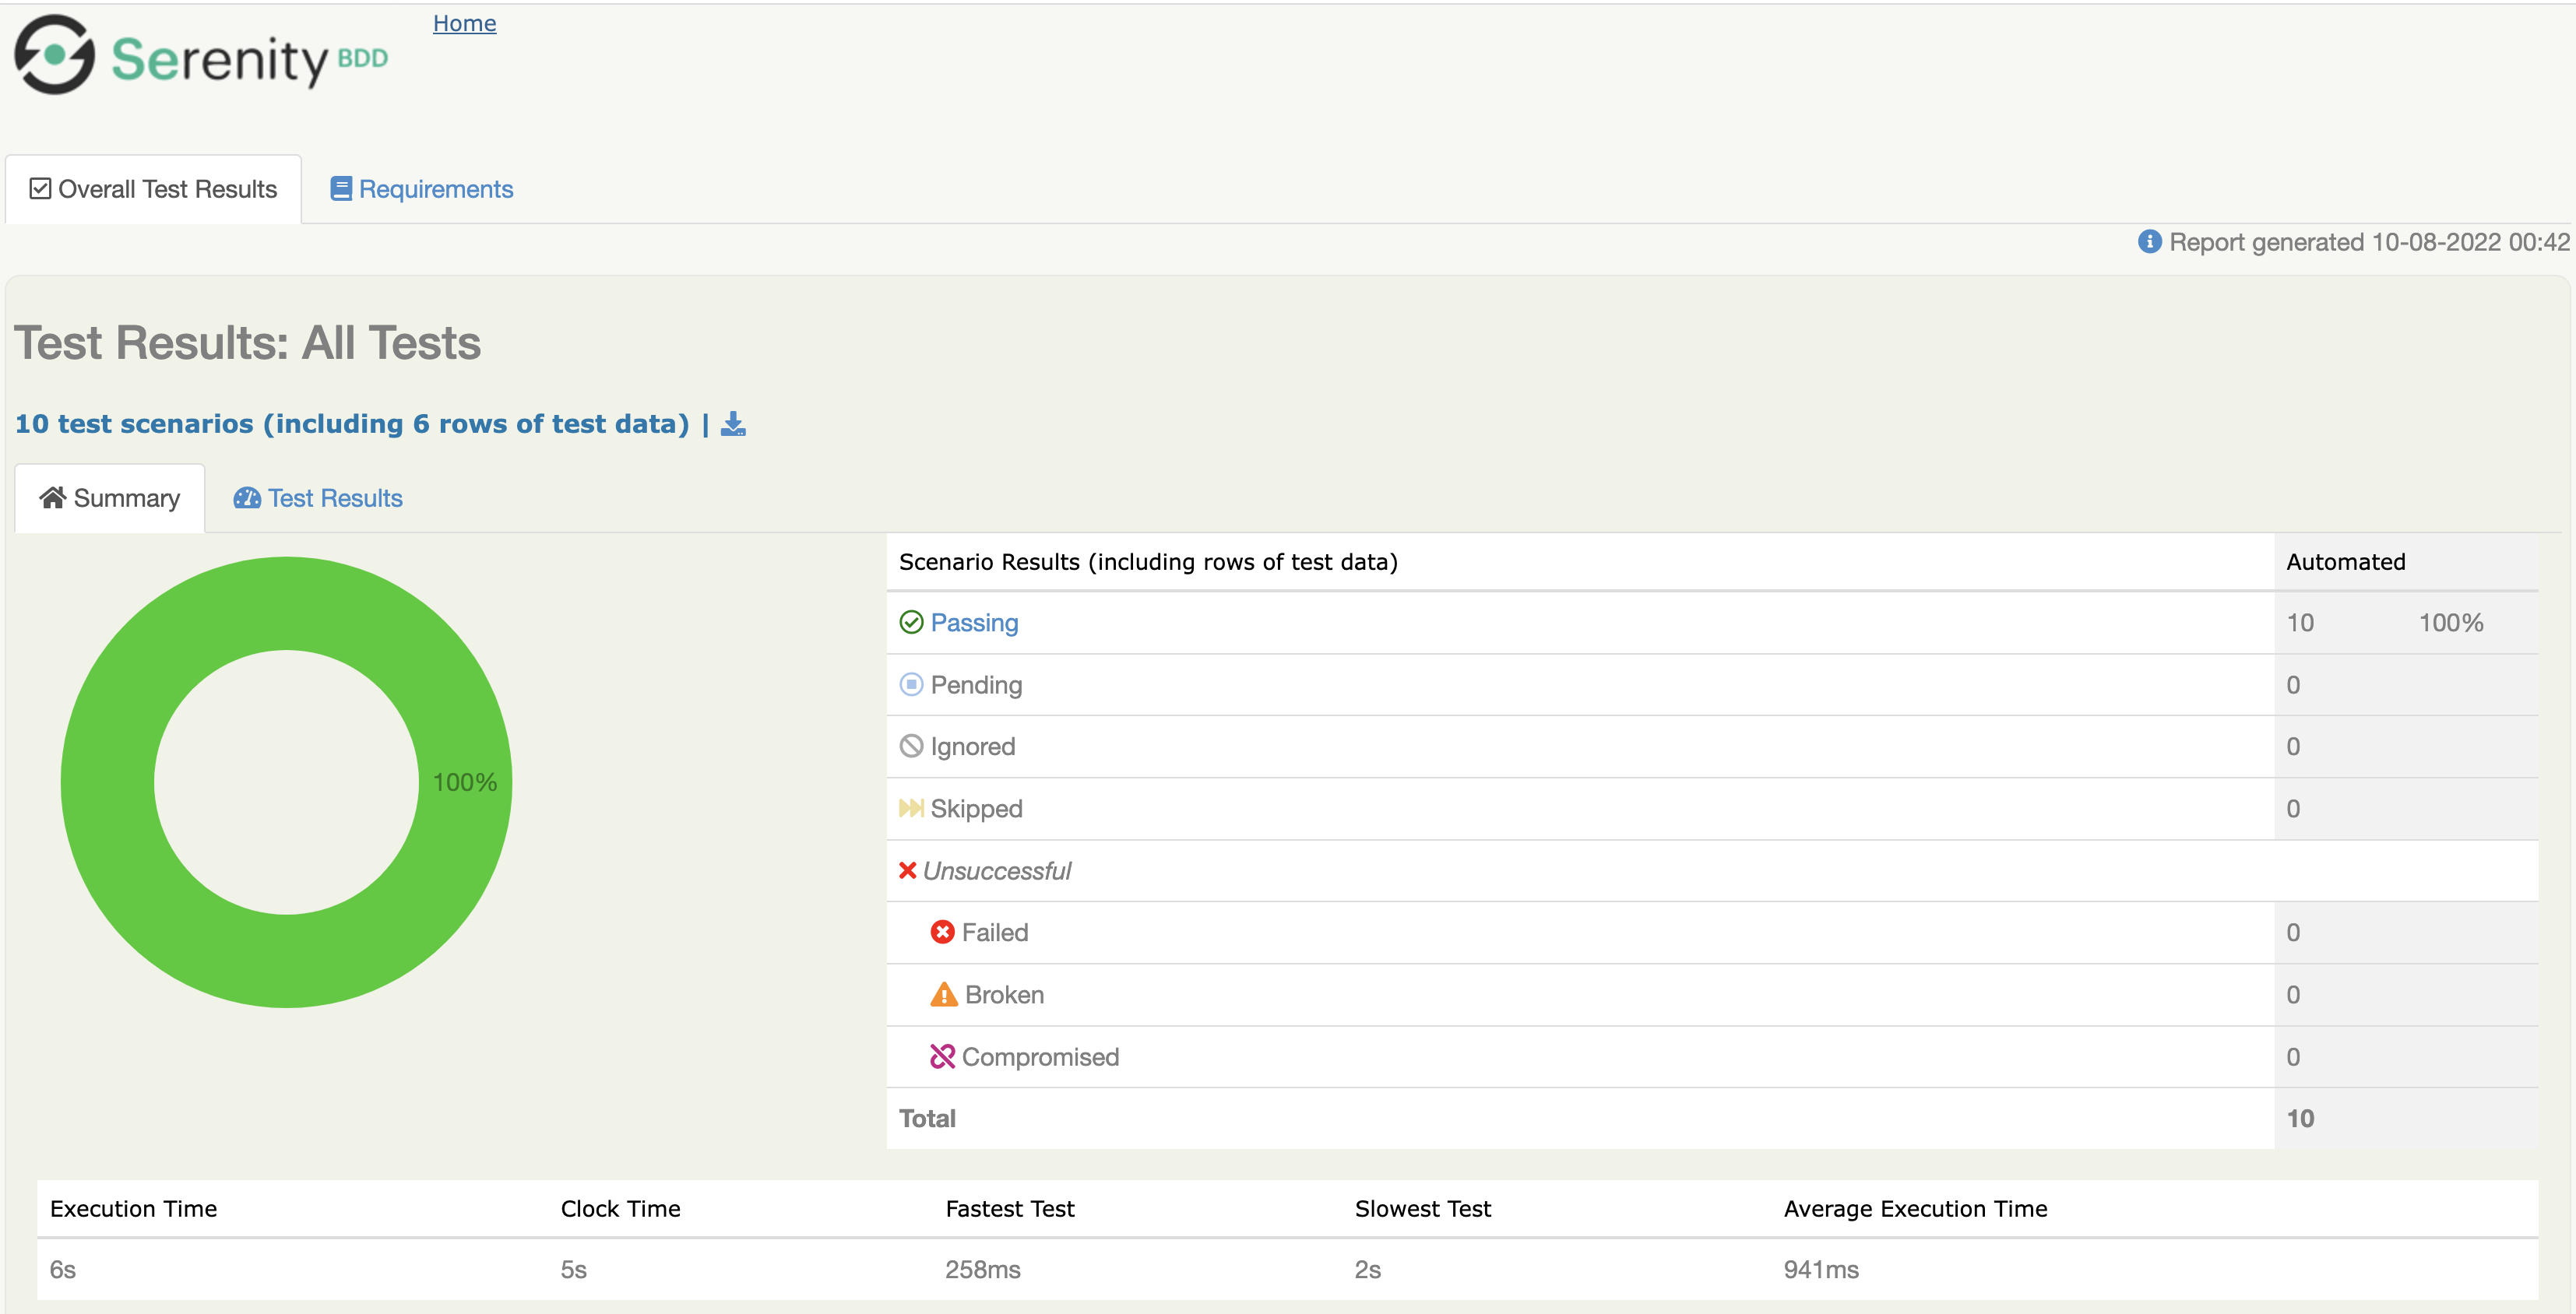 Serenity BDD
Home
Overall Test Results
Requirements
Report generated 10-08-2022 00:42
Test Results: All Tests
10 test scenarios (including 6 rows of test data) |
Summary
Test Results
100%
Scenario Results (including rows of test data) Automated
Passing 10 100%
Pending 0
Ignored 0
Skipped 0
Unsuccessful
Failed 0
Broken 0
Compromised 0
Total 10
Execution Time Clock Time Fastest Test Slowest Test Average Execution Time
6s 5s 258ms 2s 941ms